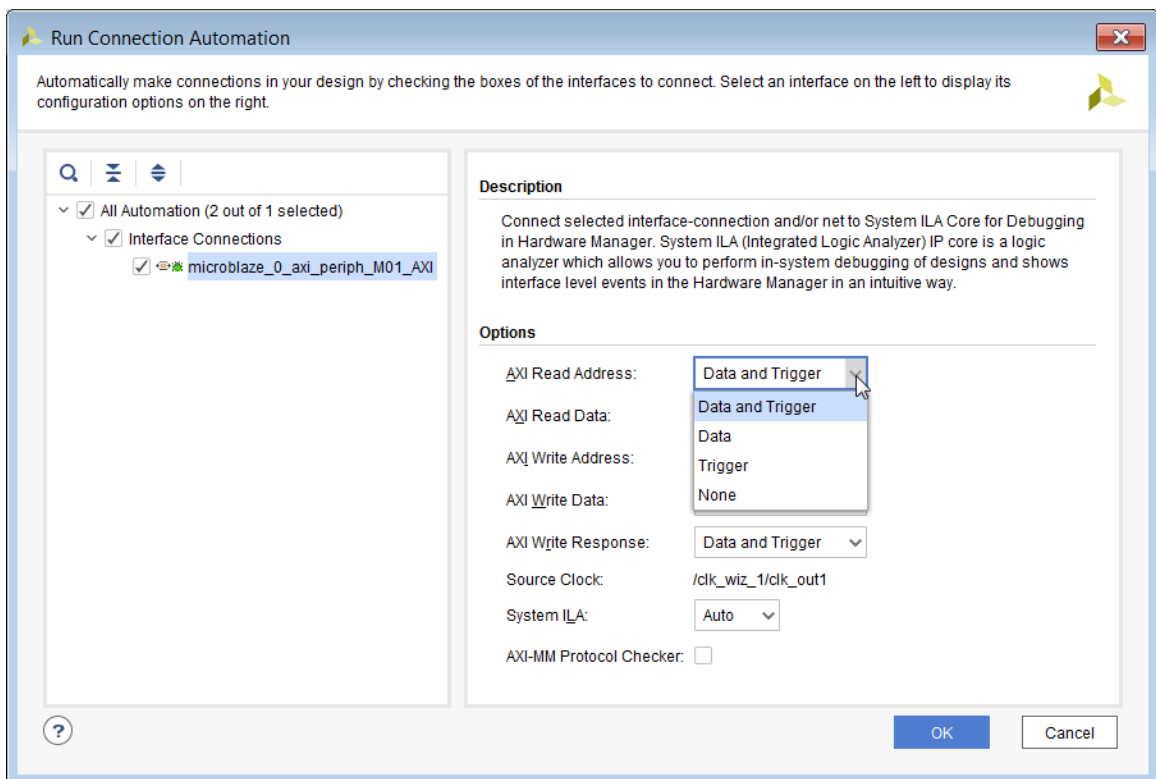 Run Connection Automation
Automatically make connections in your design by checking the boxes of the interfaces to connect. Select an interface on the left to display its
configuration options on the right.
All Automation (2 out of 1 selected)
Interface Connections
microblaze_0_axi_periph_M01_AXI
Description
Connect selected interface-connection and/or net to System ILA Core for Debugging
in Hardware Manager. System ILA (Integrated Logic Analyzer) IP core is a logic
analyzer which allows you to perform in-system debugging of designs and shows
interface level events in the Hardware Manager in an intuitive way.
Options
AXI Read Address: Data and Trigger
Data and Trigger
AXI Read Data:
Data
AXI Write Address:
Trigger
AXI Write Data:
None
AXI Write Response: Data and Trigger
Source Clock: /clk_wiz_1/clk_out1
System ILA: Auto
AXI-MM Protocol Checker:
?
OK Cancel